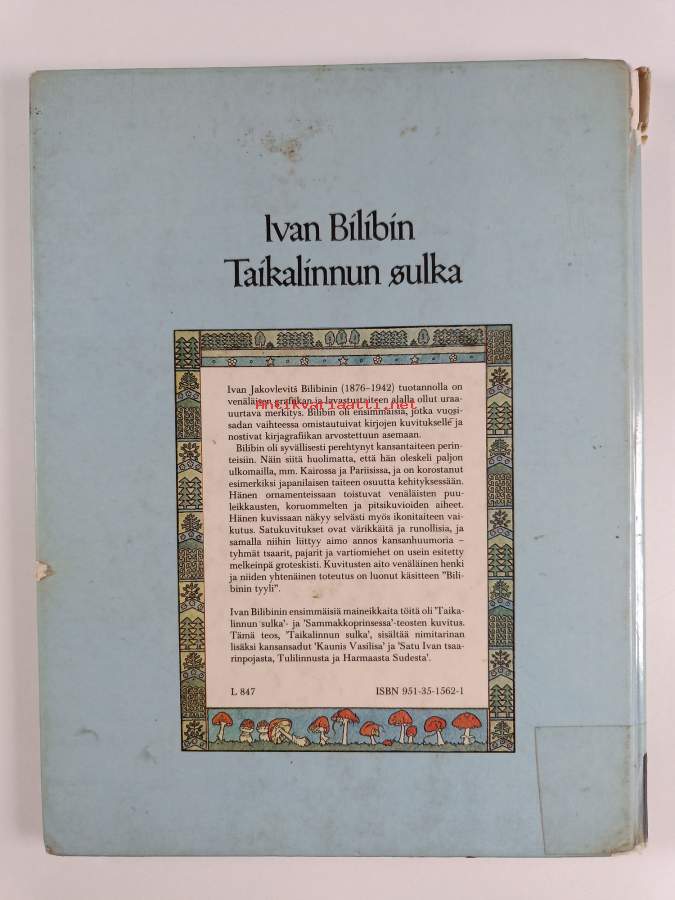 Ivan Bilibin
Taikalinnun sulka
Ivan Jakovlevitš Bilibinin (1876–1942) tuotannolla on
venäläisen grafiikan ja lavastustaiteen alalla ollut uraa-
antikvariaatti.net
uurtava merkitys. Bilibin oli ensimmäisiä, jotka vuosi-
sadan vaihteessa omistautuivat kirjojen kuvitukselle ja
nostivat kirjagrafiikan arvostettuun asemaan.
Bilibin oli syvällisesti perehtynyt kansantaiteen perin-
teisiin. Näin siitä huolimatta, että hän oleskeli paljon
ulkomailla, mm. Kairossa ja Pariisissa, ja on korostanut
esimerkiksi japanilaisen taiteen osuutta kehityksessään.
Hänen ornamenteissaan toistuvat venäläisten puu-
leikkausten, koruommelten ja pitsikuvioiden aiheet.
Hänen kuvissaan näkyy selvästi myös ikonitaiteen vai-
kutus. Satukuvitukset ovat värikkäitä ja runollisia, ja
samalla niihin liittyy aimo annos kansanhuumoria –
tyhmät tsaarit, pajarit ja vartiomiehet on usein esitetty
melkeinpä groteskisti. Kuvitusten aito venäläinen henki
ja niiden yhtenäinen toteutus on luonut käsitteen ”Bili-
binin tyyli”.
Ivan Bilibinin ensimmäisiä maineikkaita töitä oli 'Taika-
linnun sulka'- ja 'Sammakkoprinsessa'-teosten kuvitus.
Tämä teos, 'Taikalinnun sulka', sisältää nimitarinan
lisäksi kansansadut 'Kaunis Vasilisa' ja 'Satu Ivan tsaa-
rinpojasta, Tulilinnusta ja Harmaasta Sudesta'.
L 847 ISBN 951-35-1562-1